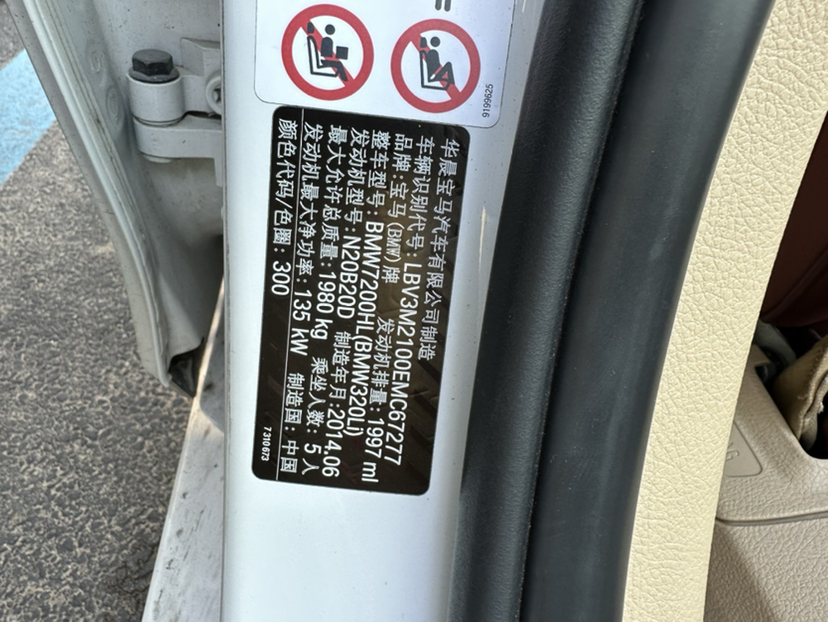 9199625
华晨宝马汽车有限公司制造
车辆识别代号：LBV3M2100EMC67277
品牌：宝马(BMW)牌 发动机排量：1997 ml
整车型号：BMW7200HL(BMW320Li)
发动机型号：N20B20D 制造年月：2014.06
最大允许总质量：1980 kg 乘坐人数：5人
发动机最大净功率：135 kW 制造国：中国
颜色代码/色圈：300
7310673